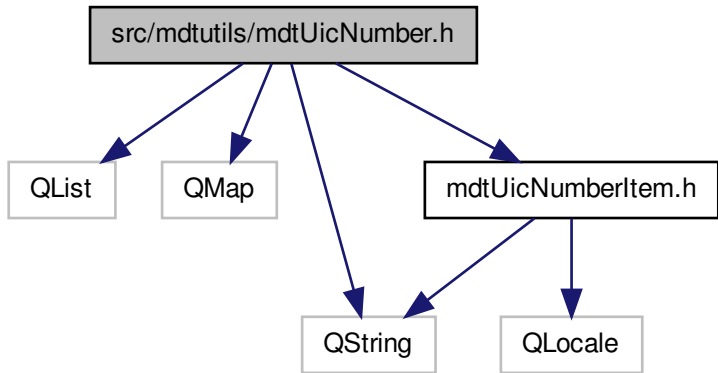 src/mdtutils/mdtUicNumber.h
QList
QMap
mdtUicNumberItem.h
QString
QLocale